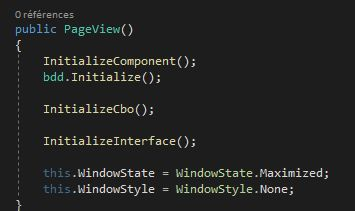 0 références
public PageView()
{
InitializeComponent();
bdd.Initialize();
InitializeCbo();
InitializeInterface();
this.WindowState = WindowState.Maximized;
this.WindowStyle = WindowStyle.None;
}